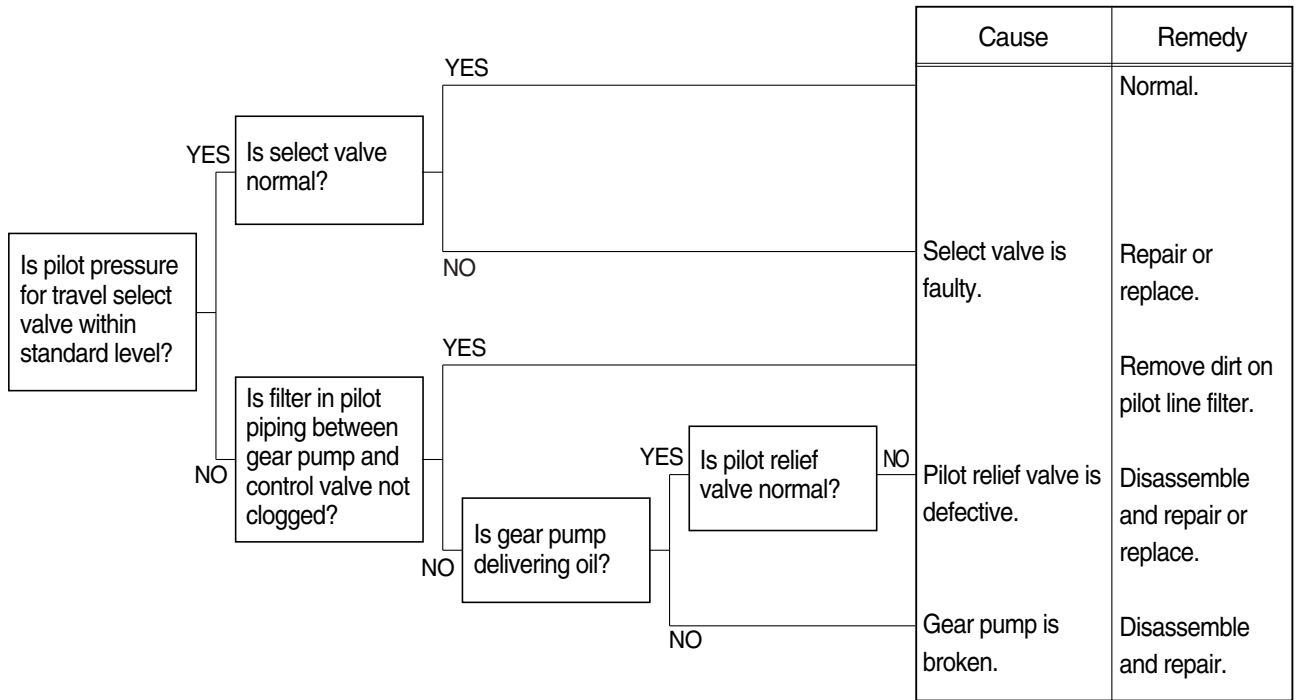 Cause
Remedy
YES
Normal.
YES
Is select valve
normal?
NO
Select valve is
faulty.
Repair or
replace.
Is pilot pressure
for travel select
valve within
standard level?
YES
Remove dirt on
pilot line filter.
NO
Is filter in pilot
piping between
gear pump and
control valve not
clogged?
YES
Is pilot relief
valve normal?
NO
Pilot relief valve is
defective.
Disassemble
and repair or
replace.
NO
Is gear pump
delivering oil?
NO
Gear pump is
broken.
Disassemble
and repair.